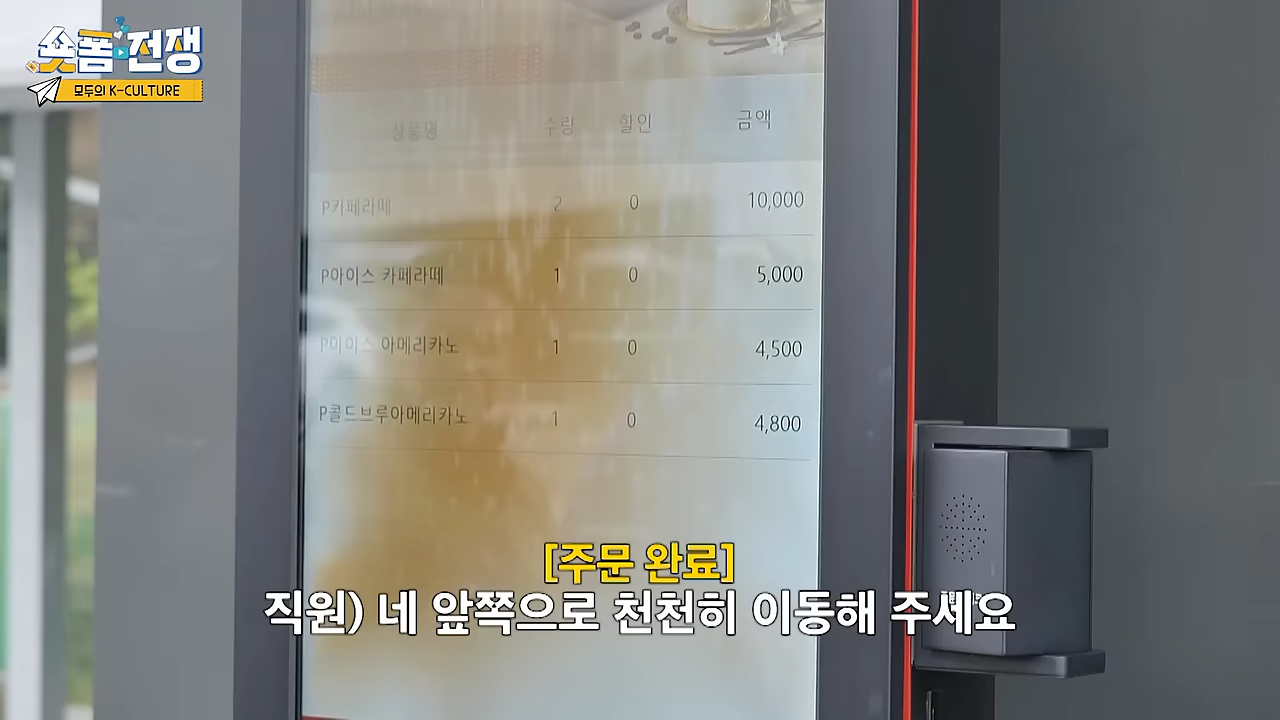 숏폼 전쟁
모두의 K-CULTURE
상품명 수량 할인 금액
P카페라떼 2 0 10,000
P아이스 카페라떼 1 0 5,000
P아이스 아메리카노 1 0 4,500
P콜드브루아메리카노 1 0 4,800
[주문 완료]
직원) 네 앞쪽으로 천천히 이동해 주세요